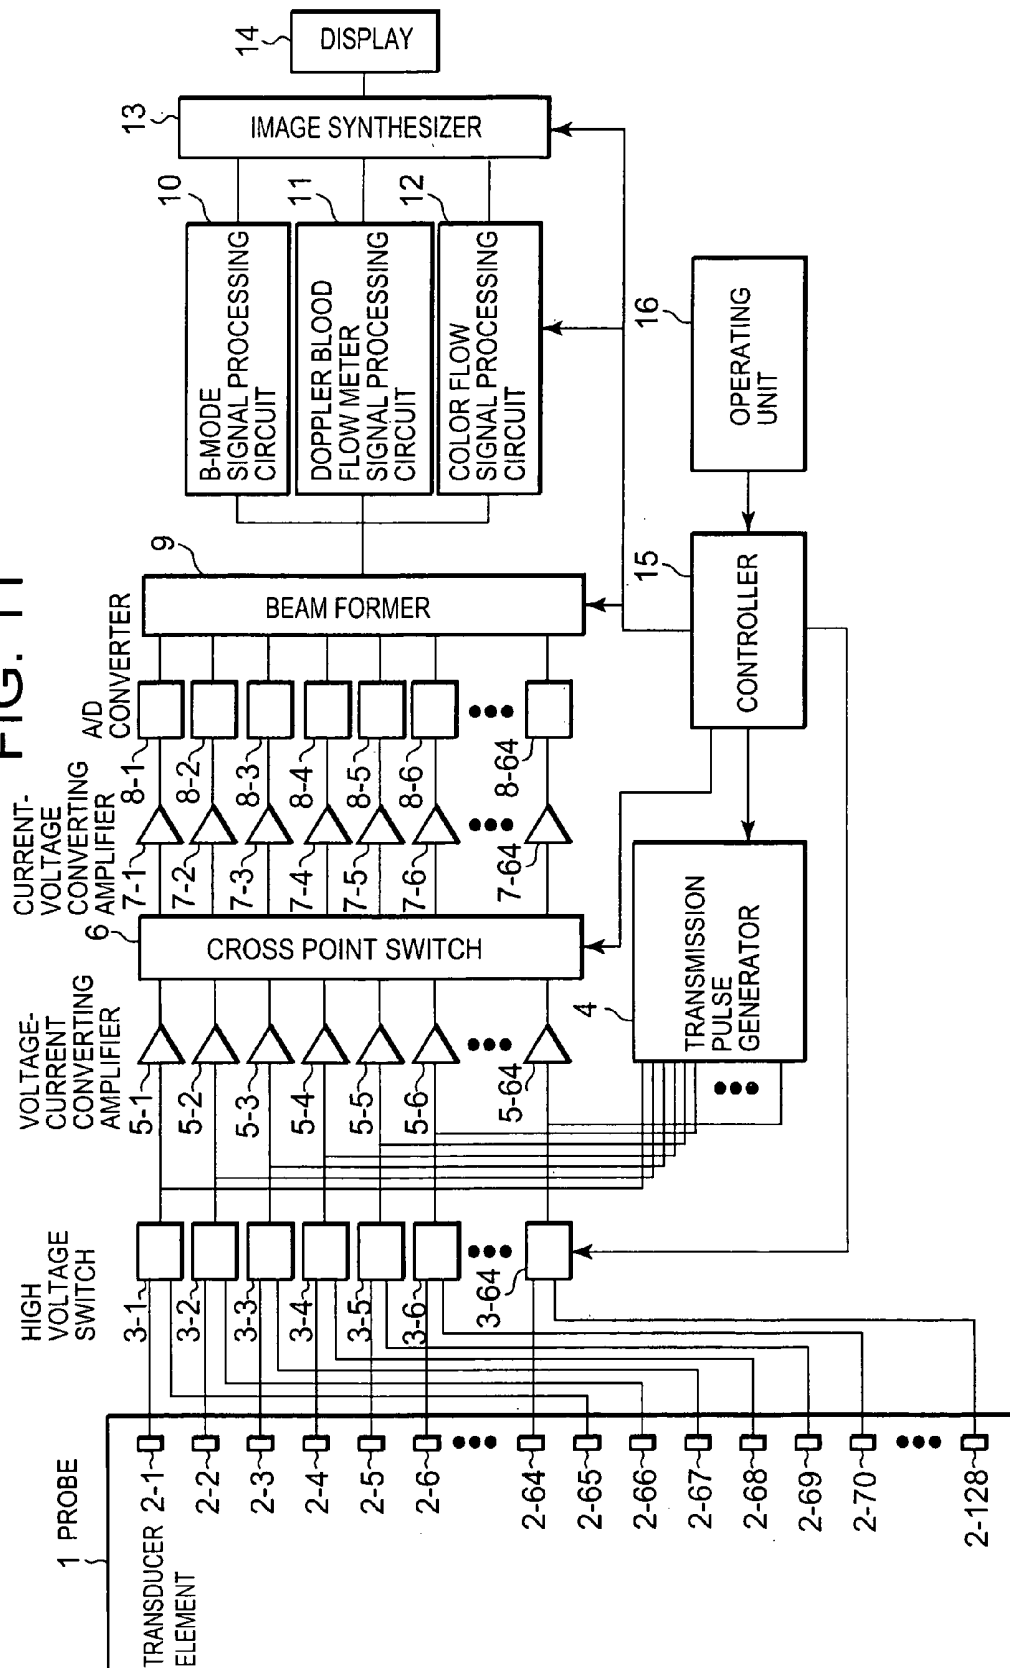 FIG. 11
1 PROBE
TRANSDUCER
ELEMENT
2-1
2-2
2-3
2-4
2-5
2-6
2-64
2-65
2-66
2-67
2-68
2-69
2-70
2-128
HIGH
VOLTAGE
SWITCH
3-1
3-2
3-3
3-4
3-5
3-6
3-64
VOLTAGE-
CURRENT
CONVERTING
AMPLIFIER
5-1
5-2
5-3
5-4
5-5
5-6
5-64
4
TRANSMISSION
PULSE
GENERATOR
6
CROSS POINT SWITCH
CURRENT-
VOLTAGE
CONVERTING
AMPLIFIER
7-1
7-2
7-3
7-4
7-5
7-6
7-64
A/D
CONVERTER
8-1
8-2
8-3
8-4
8-5
8-6
8-64
9
BEAM FORMER
15
CONTROLLER
16
OPERATING
UNIT
10
B-MODE
SIGNAL PROCESSING
CIRCUIT
11
DOPPLER BLOOD
FLOW METER
SIGNAL PROCESSING
CIRCUIT
12
COLOR FLOW
SIGNAL PROCESSING
CIRCUIT
13
IMAGE SYNTHESIZER
14
DISPLAY